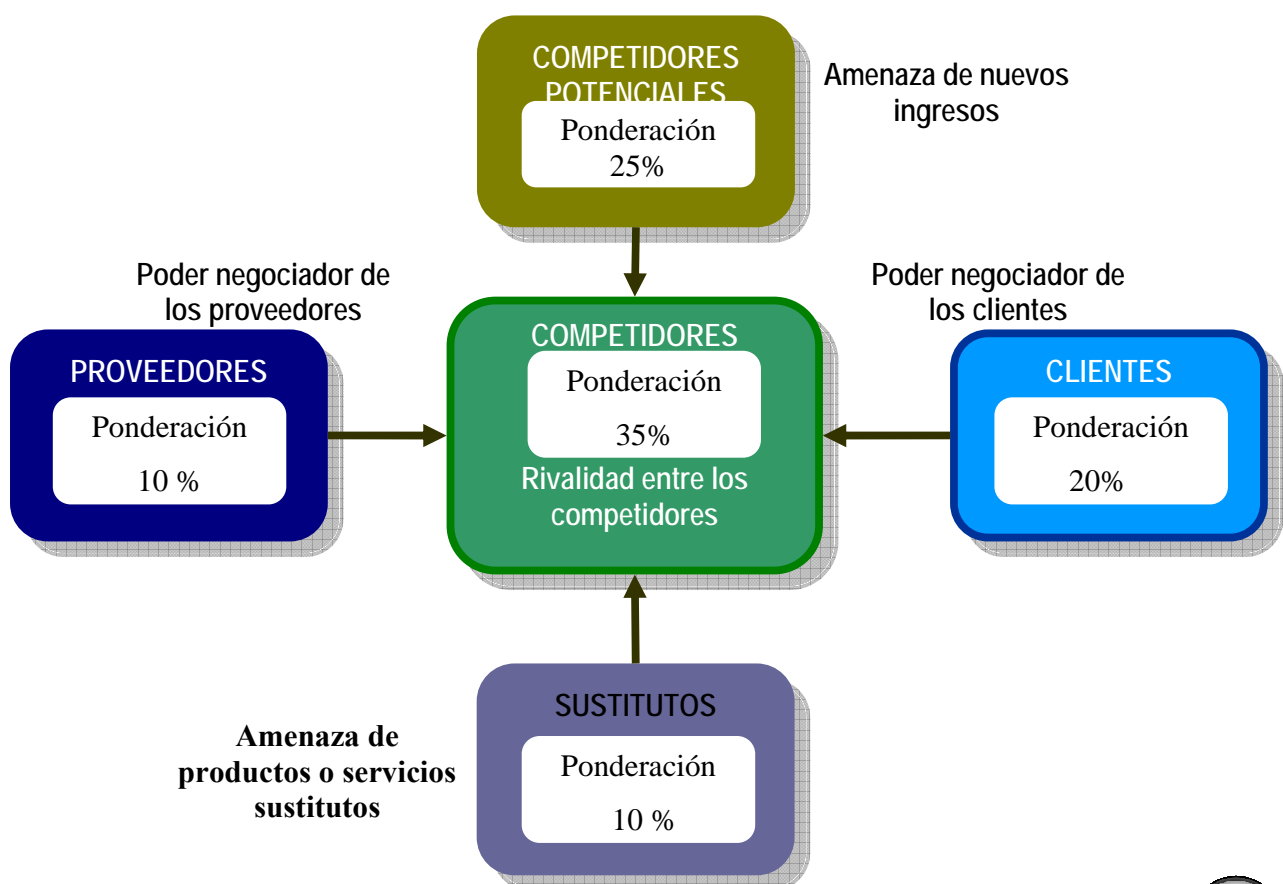 COMPETIDORES
POTENCIALES
Ponderación
25%
Amenaza de nuevos
ingresos
Poder negociador de
los proveedores
Poder negociador de
los clientes
PROVEEDORES
Ponderación
10 %
COMPETIDORES
Ponderación
35%
Rivalidad entre los
competidores
CLIENTES
Ponderación
20%
SUSTITUTOS
Ponderación
10 %
Amenaza de
productos o servicios
sustitutos